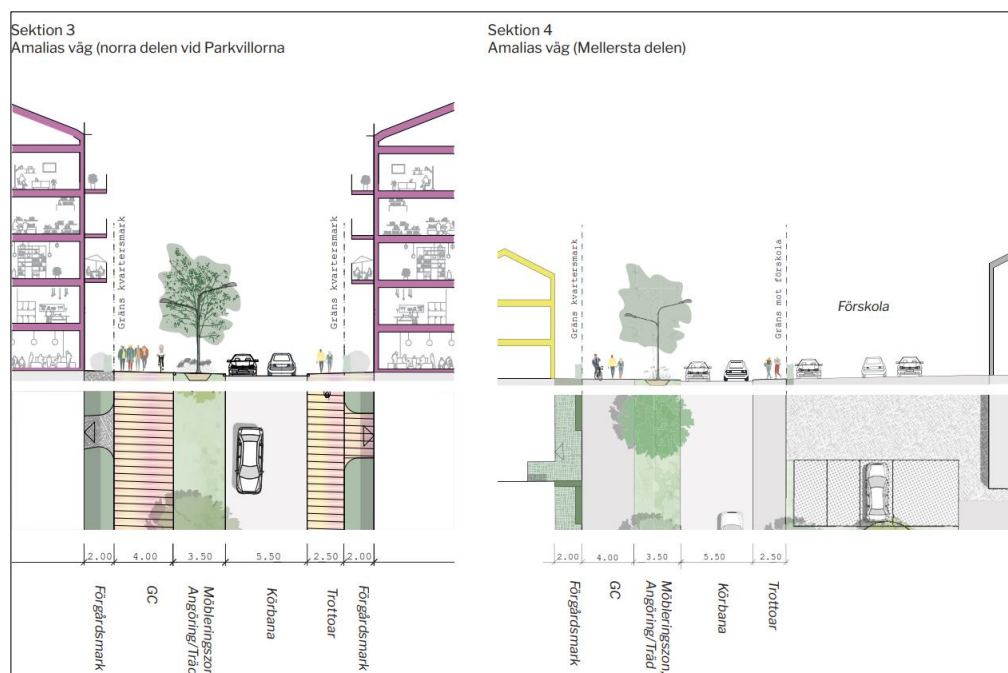 Sektion 3
Amalias väg (norra delen vid Parkvillorna
Gräns kvartersmark
Gräns kvartersmark
2.00
4.00
3.50
5.50
2.50
2.00
Förgårdsmark
GC
Möbleringszon,
Angöring/Träd
Körbana
Trottoar
Förgårdsmark
Sektion 4
Amalias väg (Mellersta delen)
Gräns kvartersmark
Gräns mot förskola
Förskola
2.00
4.00
3.50
5.50
2.50
Förgårdsmark
GC
Möbleringszon,
Angöring/Träd
Körbana
Trottoar